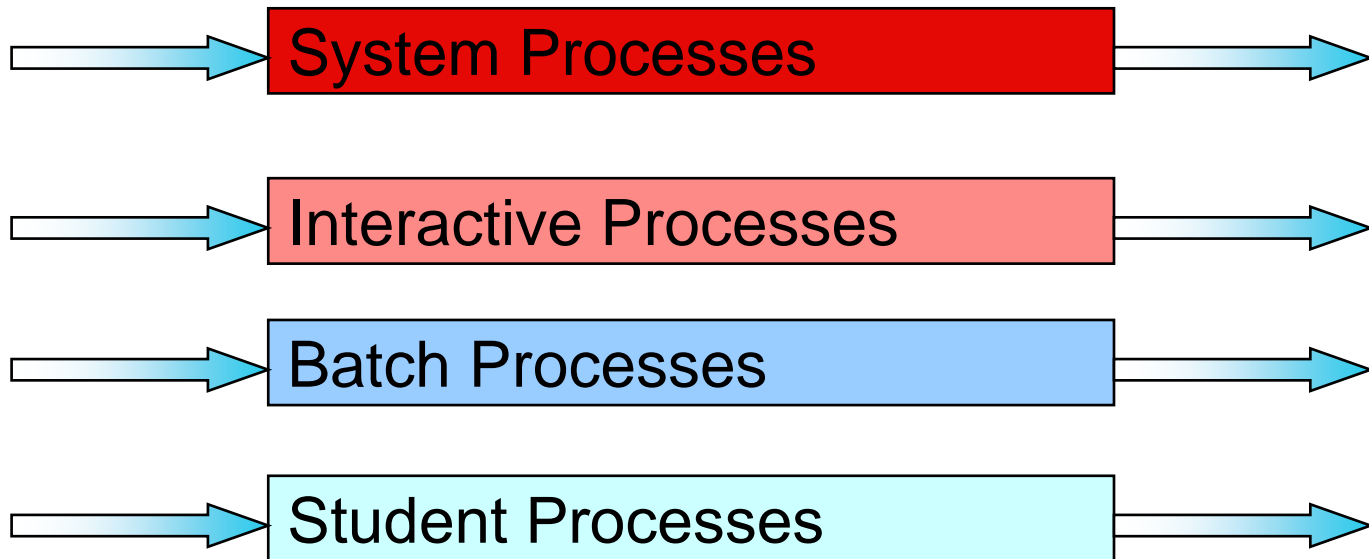 System Processes
Interactive Processes
Batch Processes
Student Processes